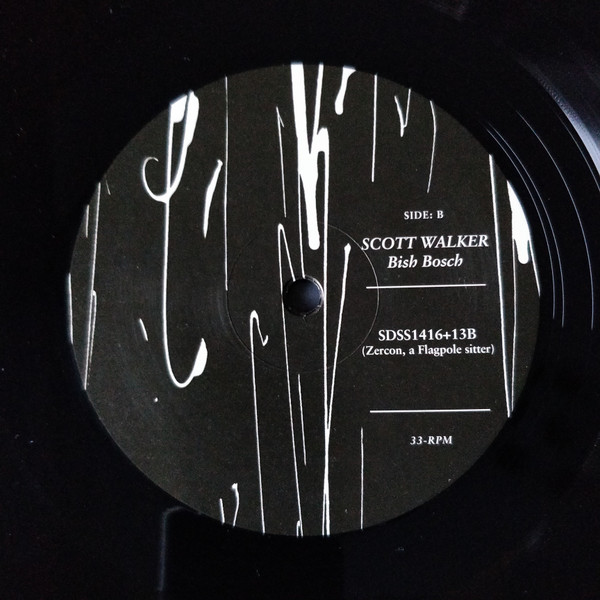 SIDE: B
SCOTT WALKER
Bish Bosch
SDSS1416+13B
(Zercon, a Flagpole sitter)
33-RPM